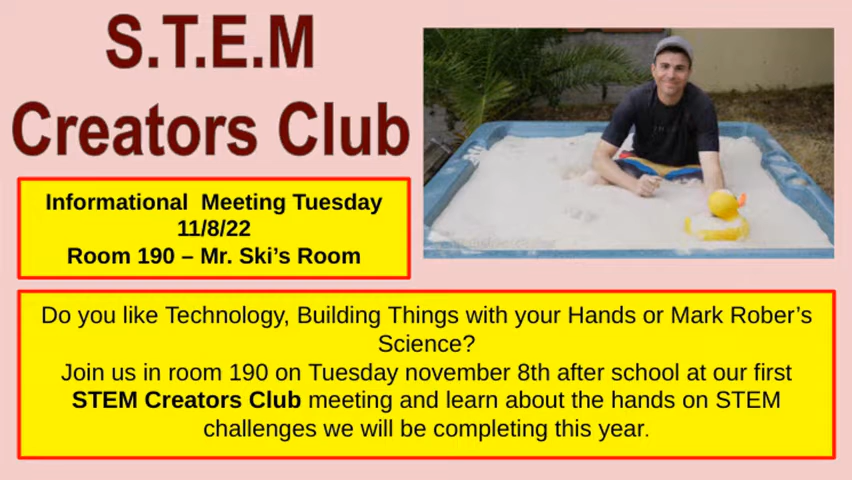 S.T.E.M
Creators Club
Informational  Meeting Tuesday
11/8/22
Room 190 – Mr. Ski's Room
Do you like Technology, Building Things with your Hands or Mark Rober's
Science?
Join us in room 190 on Tuesday november 8th after school at our first
STEM Creators Club meeting and learn about the hands on STEM
challenges we will be completing this year.